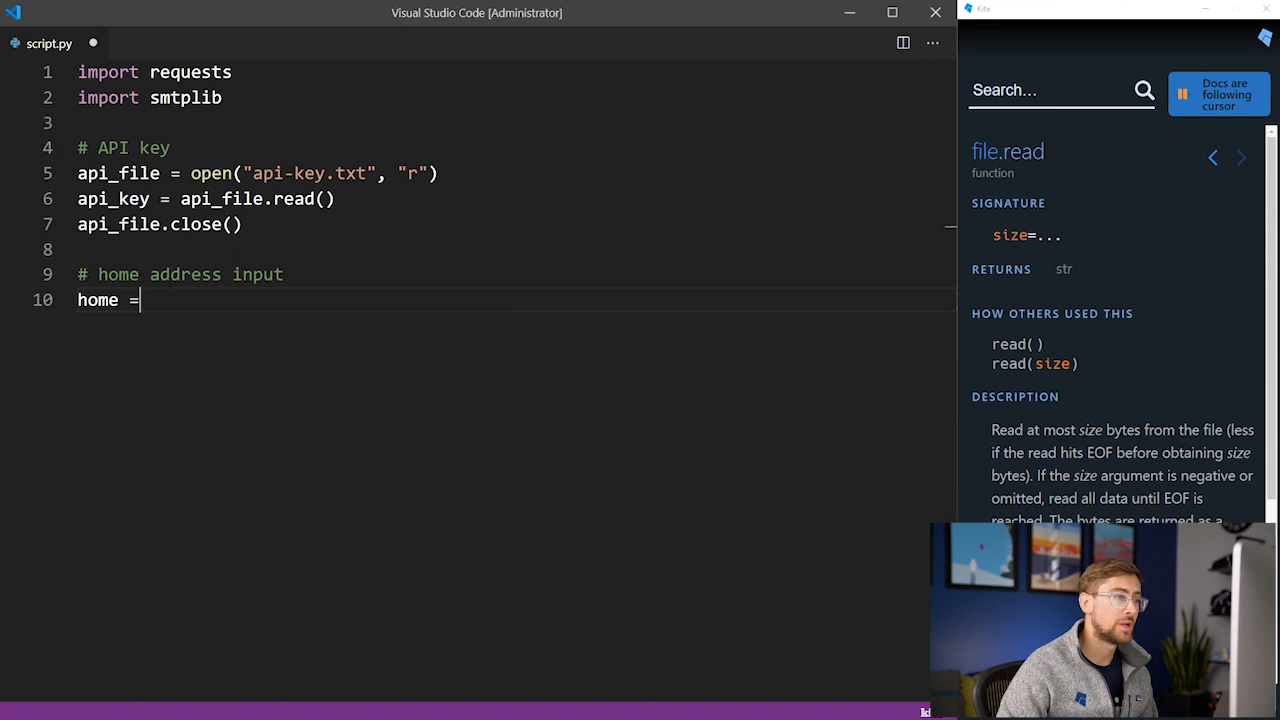 Visual Studio Code [Administrator]
script.py
1 import requests
2 import smtplib
3
4 # API key
5 api_file = open("api-key.txt", "r")
6 api_key = api_file.read()
7 api_file.close()
8
9 # home address input
10 home =
Kite
Search...
Docs are
following
cursor
file.read
function
SIGNATURE
size=...
RETURNS str
HOW OTHERS USED THIS
read()
read(size)
DESCRIPTION
Read at most size bytes from the file (less
if the read hits EOF before obtaining size
bytes). If the size argument is negative or
omitted, read all data until EOF is
reached. The bytes are returned as a